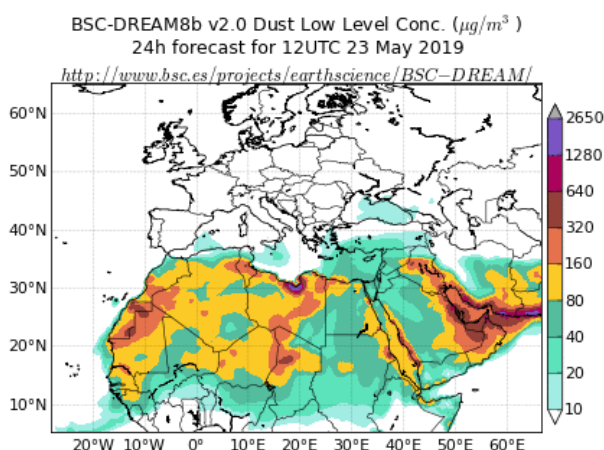 BSC-DREAM8b v2.0 Dust Low Level Conc. (μg/m³ )
24h forecast for 12UTC 23 May 2019
http://www.bsc.es/projects/earthscience/BSC−DREAM/
60°N
50°N
40°N
30°N
20°N
10°N
20°W 10°W 0° 10°E 20°E 30°E 40°E 50°E 60°E
2650
1280
640
320
160
80
40
20
10